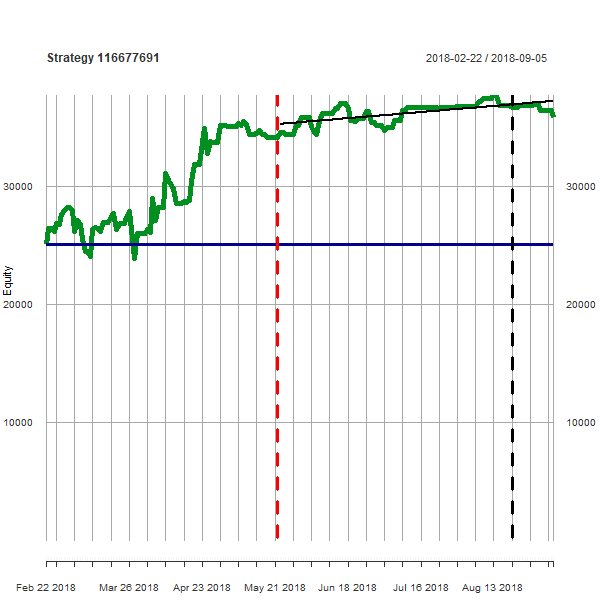 Strategy 116677691
2018-02-22 / 2018-09-05
30000
30000
Equity
20000
20000
10000
10000
Feb 22 2018
Mar 26 2018
Apr 23 2018
May 21 2018
Jun 18 2018
Jul 16 2018
Aug 13 2018